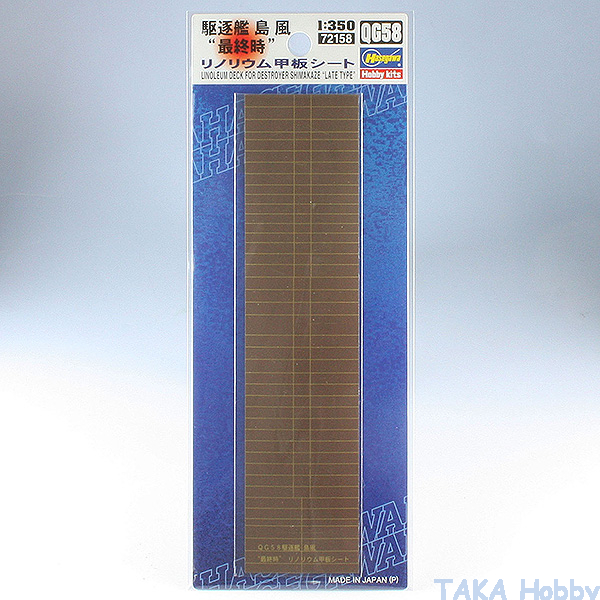 駆逐艦 島 風
“最終時”
リノリウム甲板シート
LINOLEUM DECK FOR DESTROYER SHIMAKAZE "LATE TYPE"
1:350
72158
QG58
Hasegawa
Hobby kits
QG58駆逐艦 島風
“最終時” リノリウム甲板シート
MADE IN JAPAN (P)
TAKA Hobby